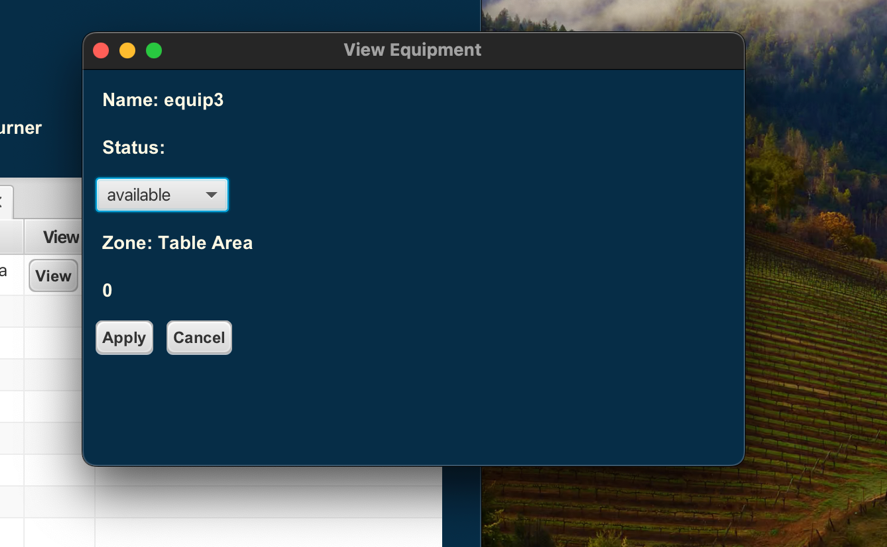 View Equipment
Name: equip3
urner
Status:
available
Zone: Table Area
View
a
View
0
Apply Cancel